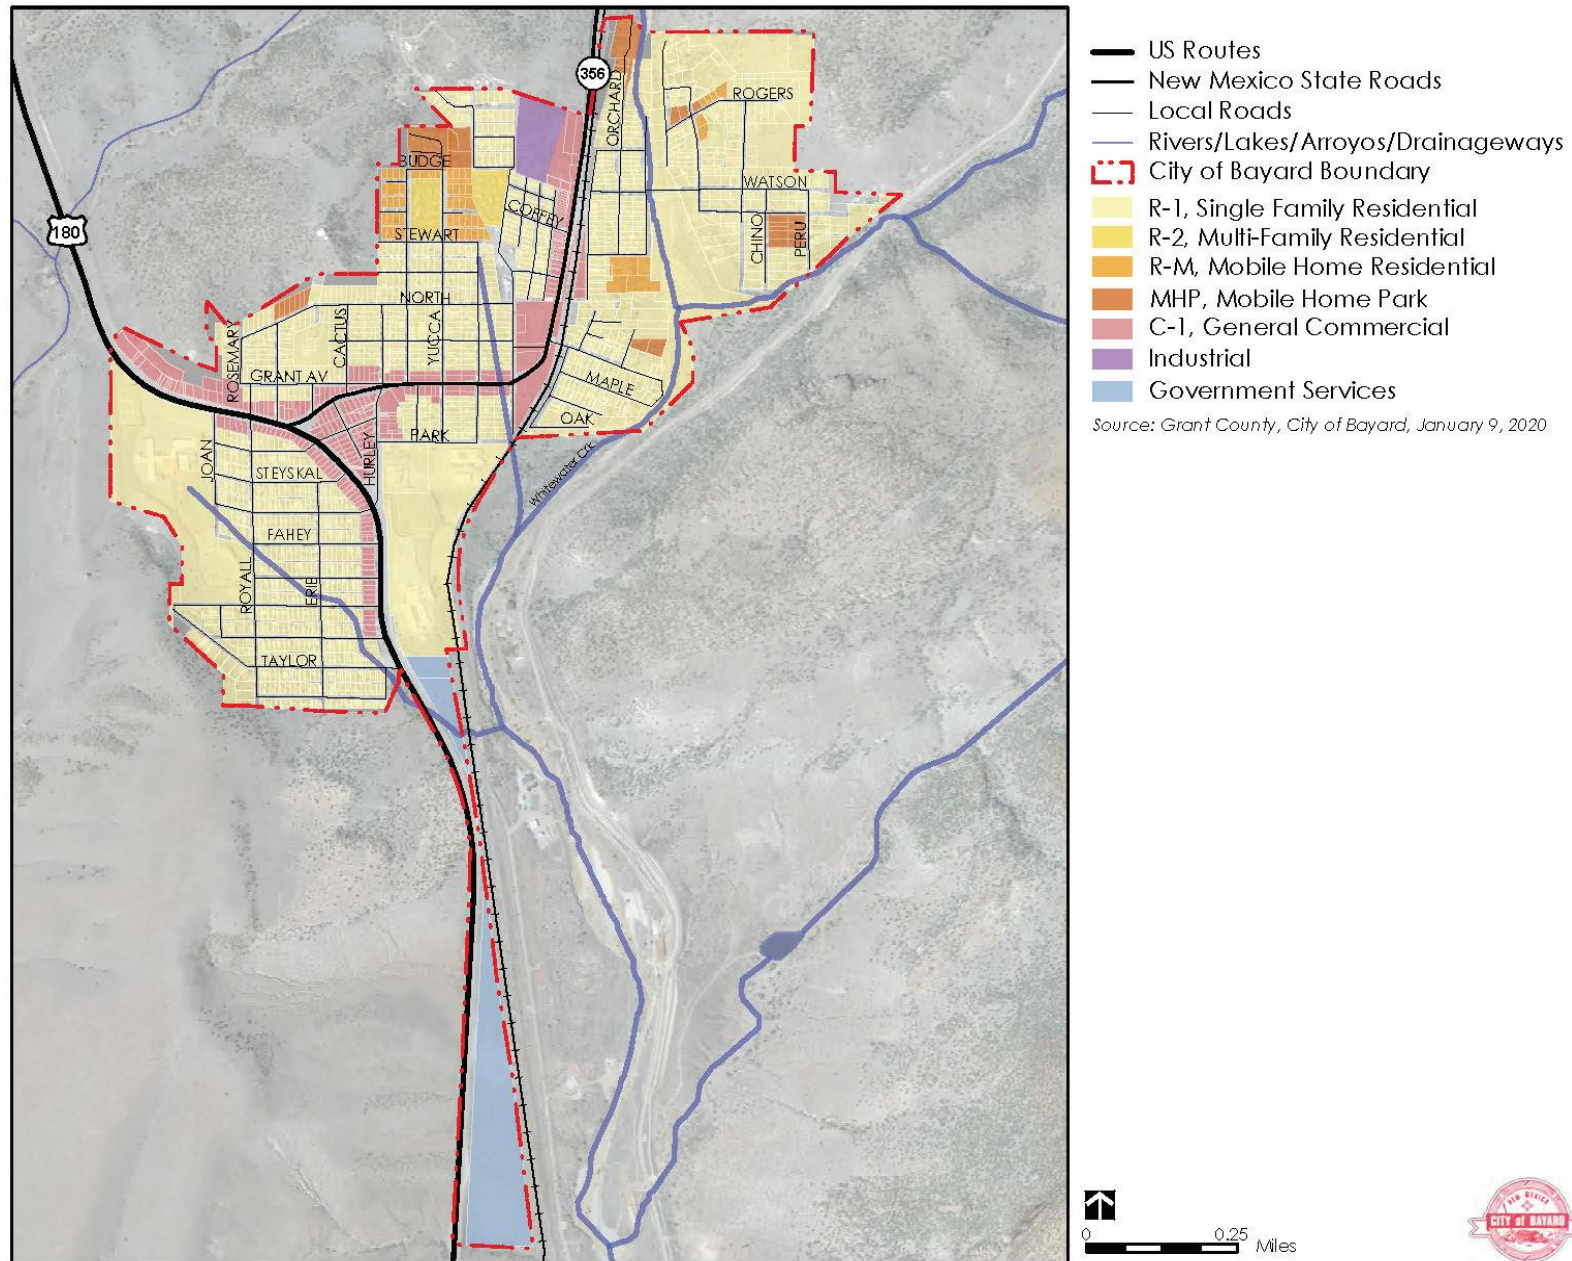 US Routes
New Mexico State Roads
Local Roads
Rivers/Lakes/Arroyos/Drainageways
City of Bayard Boundary
R-1, Single Family Residential
R-2, Multi-Family Residential
R-M, Mobile Home Residential
MHP, Mobile Home Park
C-1, General Commercial
Industrial
Government Services
Source: Grant County, City of Bayard, January 9, 2020
356
ORCHARD
ROGERS
BUDGE
WATSON
COFFEY
180
STEWART
CHINO
PERU
NORTH
ROSEMARY
CACTUS
YUCCA
GRANT AV
MAPLE
OAK
PARK
HURLEY
JOAN
STEYSKAL
Whitewater Crk
FAHEY
ROYALL
ERIE
TAYLOR
0 0.25
Miles
NEW MEXICO
CITY of BAYARD